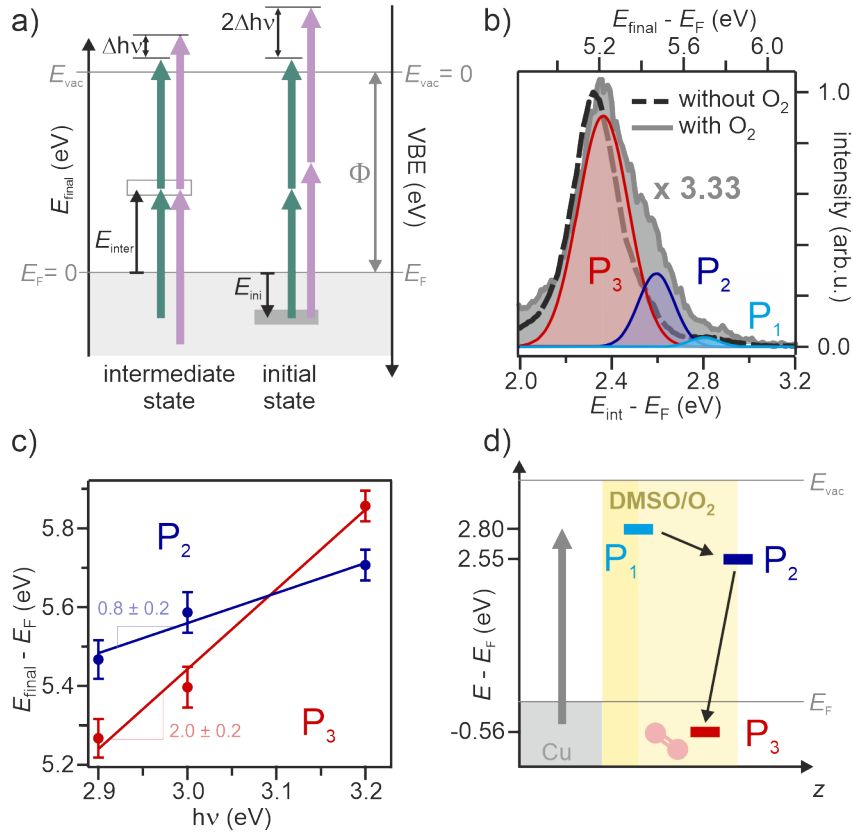 a)
Δhν
2Δhν
E_vac
E_vac = 0
E_final (eV)
Φ
VBE (eV)
E_inter
E_F = 0
E_F
E_ini
intermediate
state
initial
state
b)
E_final - E_F (eV)
5.2
5.6
6.0
without O₂
with O₂
1.0
x 3.33
P₃
P₂
P₁
intensity (arb.u.)
0.0
2.0
2.4
2.8
3.2
E_int - E_F (eV)
c)
5.8
P₂
E_final - E_F (eV)
5.6
0.8 ± 0.2
5.4
2.0 ± 0.2
P₃
5.2
2.9
3.0
3.1
3.2
hν (eV)
d)
E_vac
DMSO/O₂
2.80
P₁
2.55
P₂
E - E_F (eV)
E_F
-0.56
P₃
Cu
z